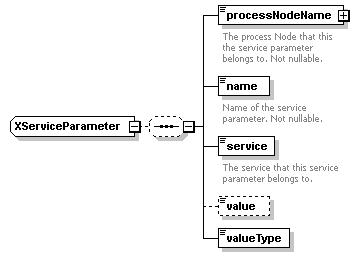 processNodeName
The process Node that this
the service parameter
belongs to. Not nullable.
name
Name of the service
parameter. Not nullable.
XServiceParameter
service
The service that this service
parameter belongs to.
value
valueType